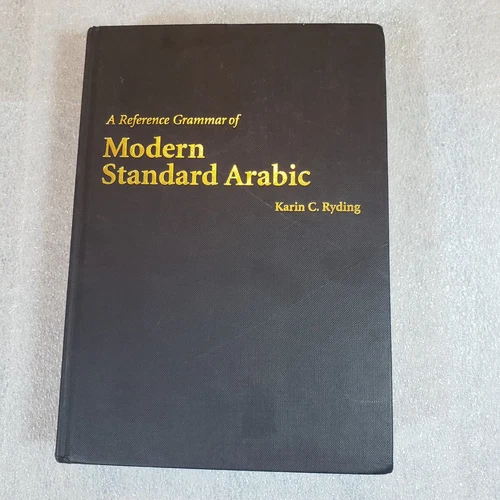 A Reference Grammar of
Modern
Standard Arabic
Karin C. Ryding